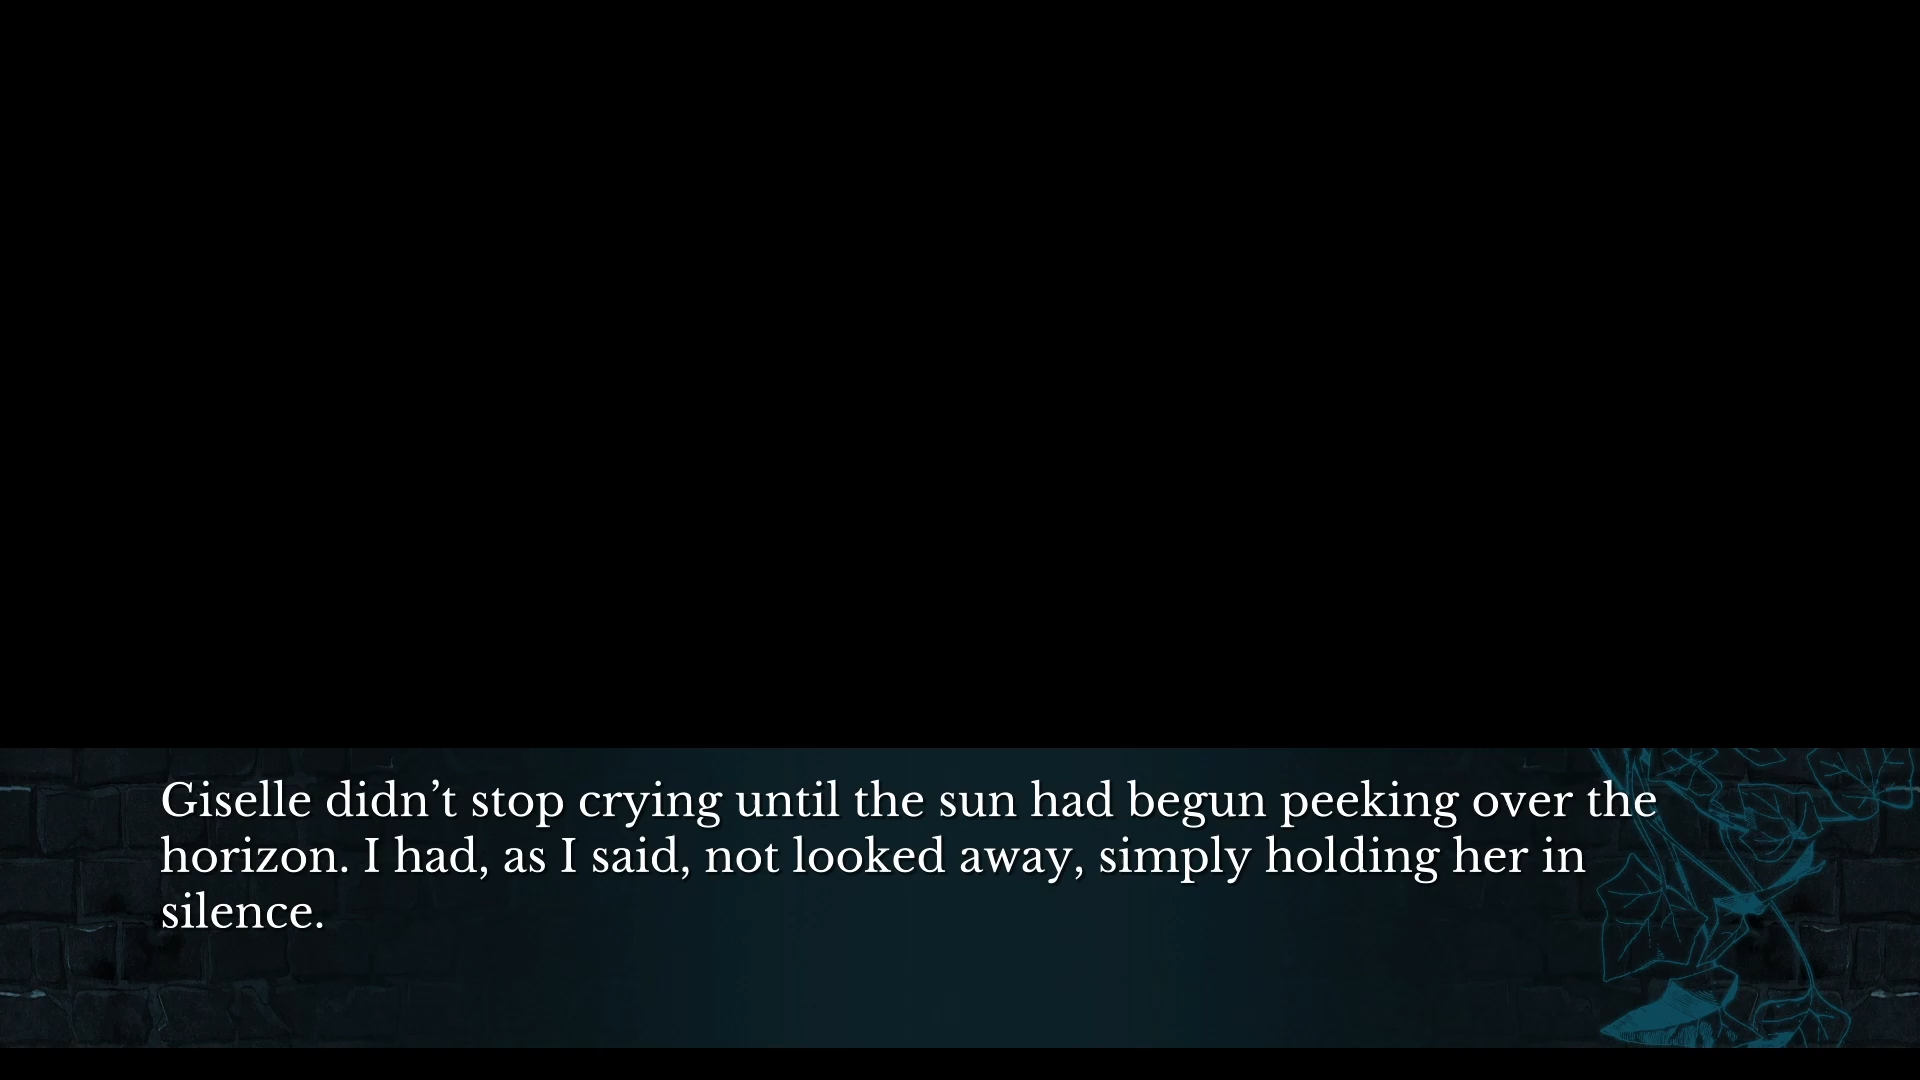 Giselle didn’t stop crying until the sun had begun peeking over the
horizon. I had, as I said, not looked away, simply holding her in
silence.